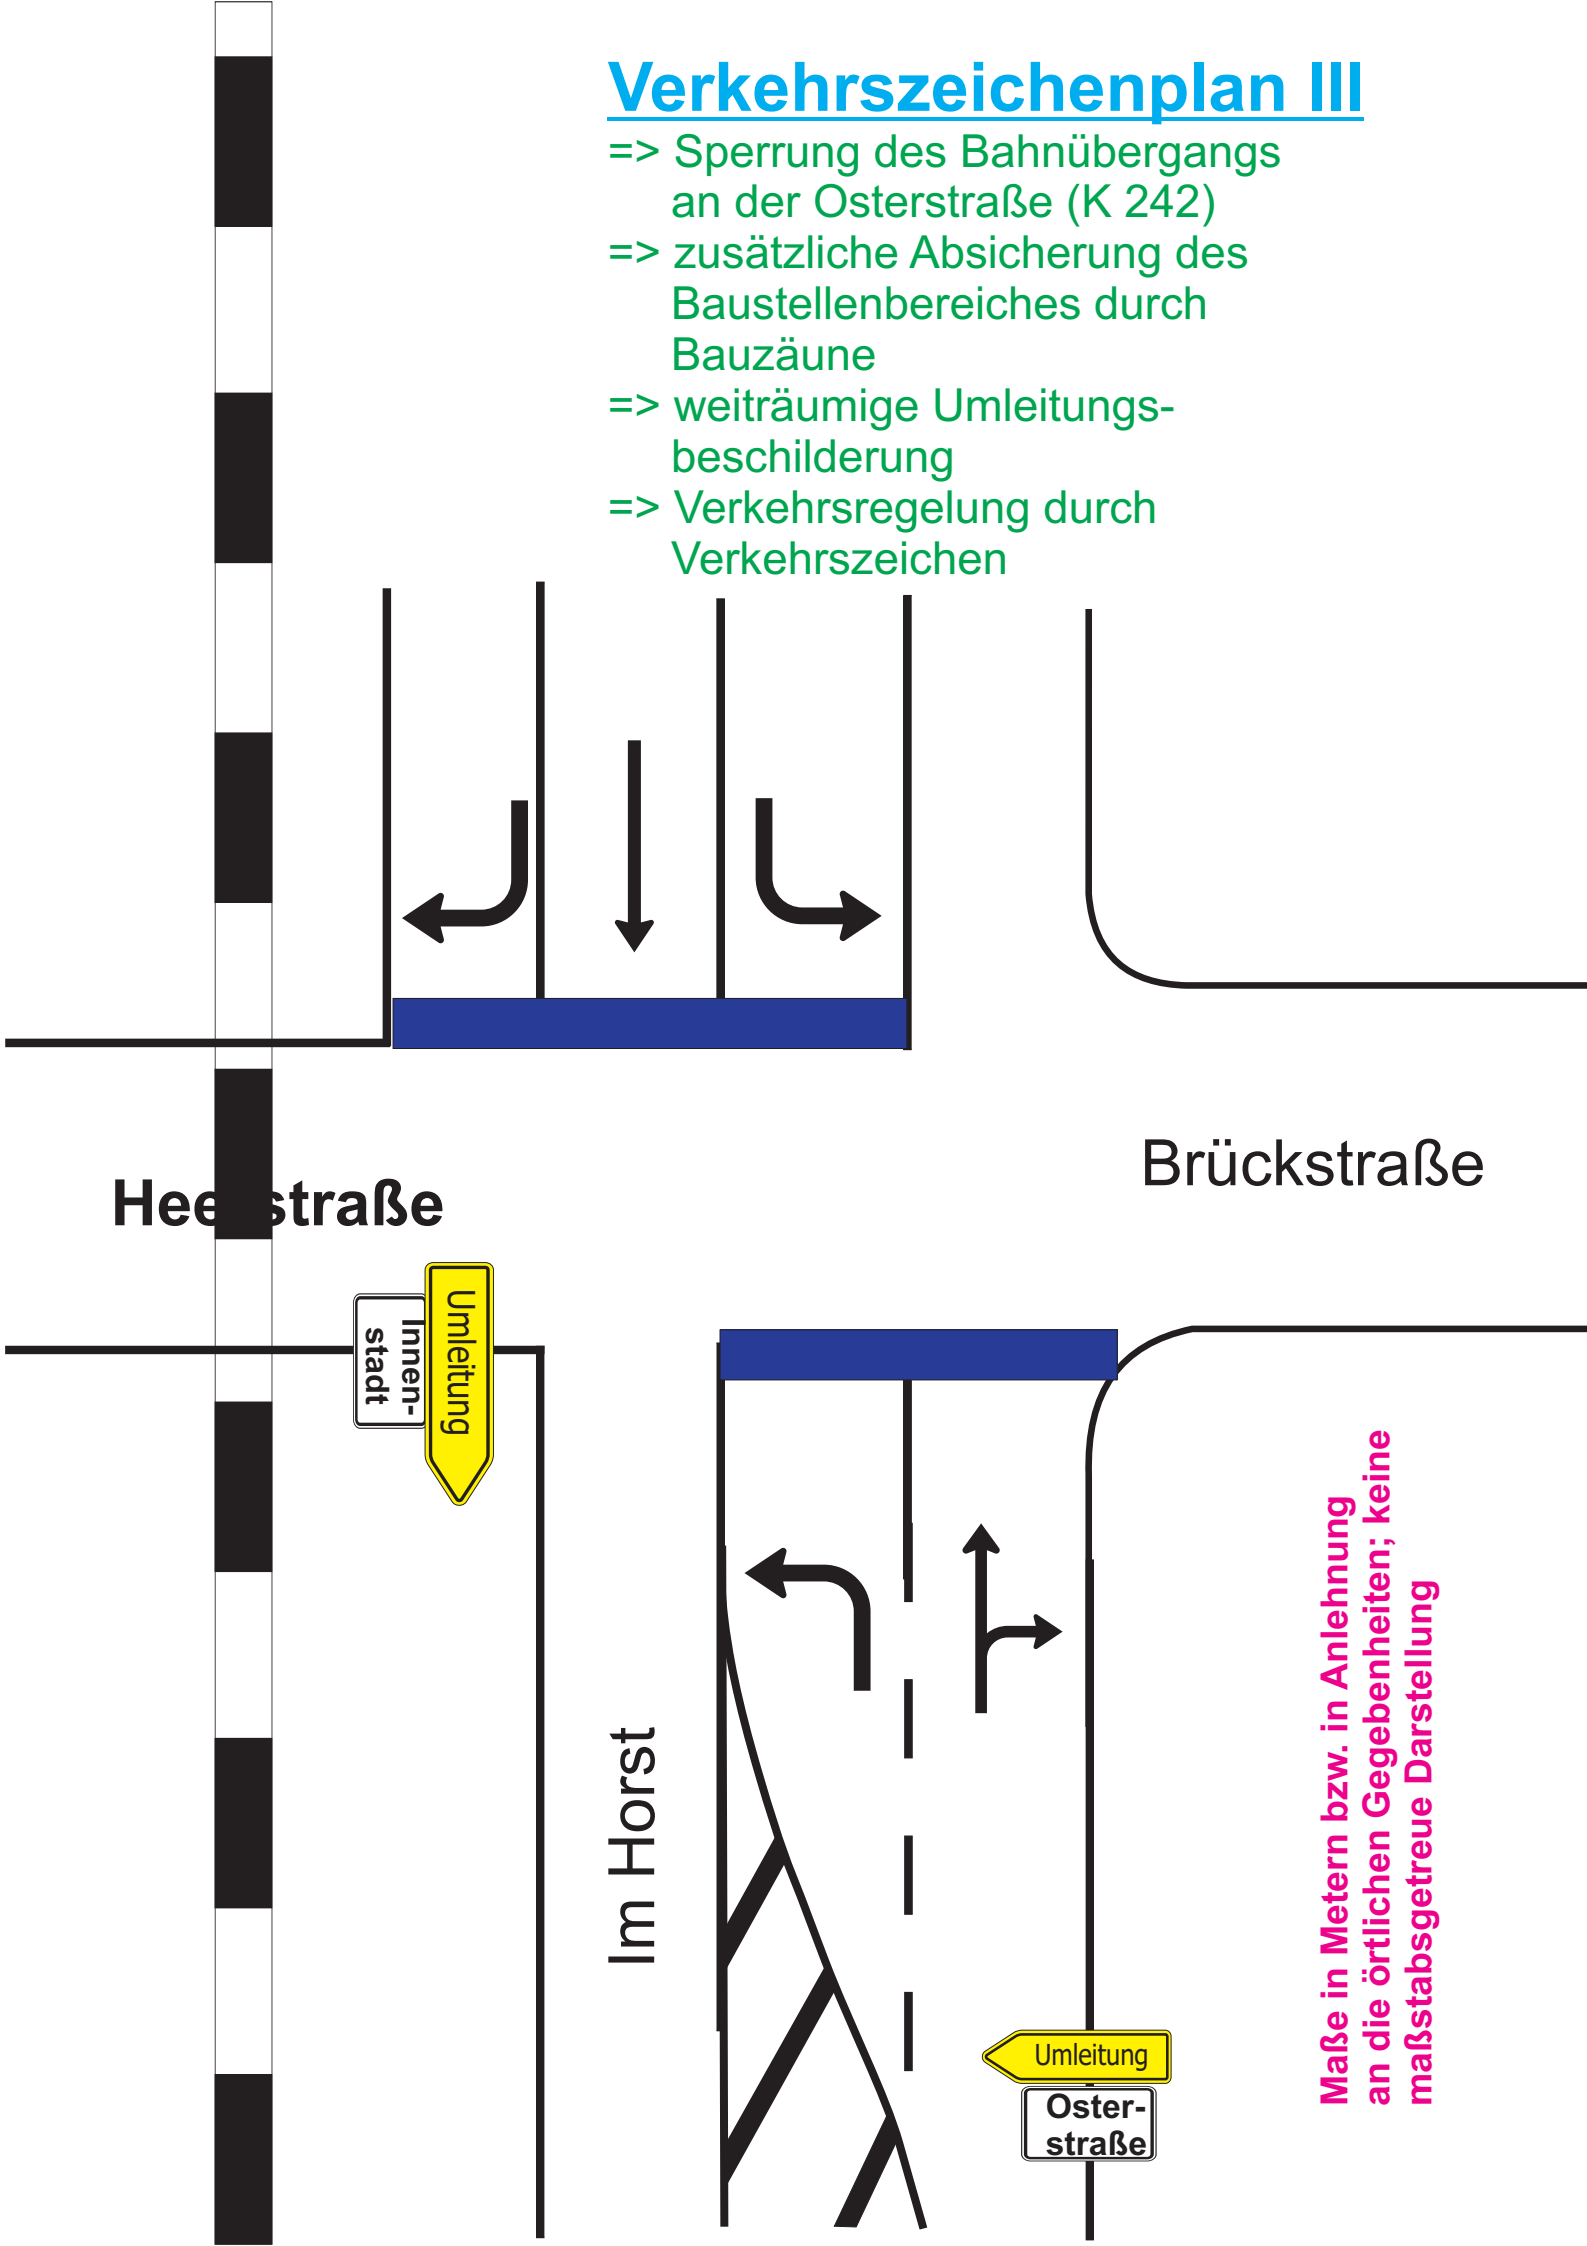 Verkehrszeichenplan III
=> Sperrung des Bahnübergangs
an der Osterstraße (K 242)
=> zusätzliche Absicherung des
Baustellenbereiches durch
Bauzäune
=> weiträumige Umleitungs-
beschilderung
=> Verkehrsregelung durch
Verkehrszeichen
Brückstraße
Heerstraße
Umleitung
Innen-
stadt
Im Horst
Maße in Metern bzw. in Anlehnung
an die örtlichen Gegebenheiten; keine
maßstabsgetreue Darstellung
Umleitung
Oster-
straße